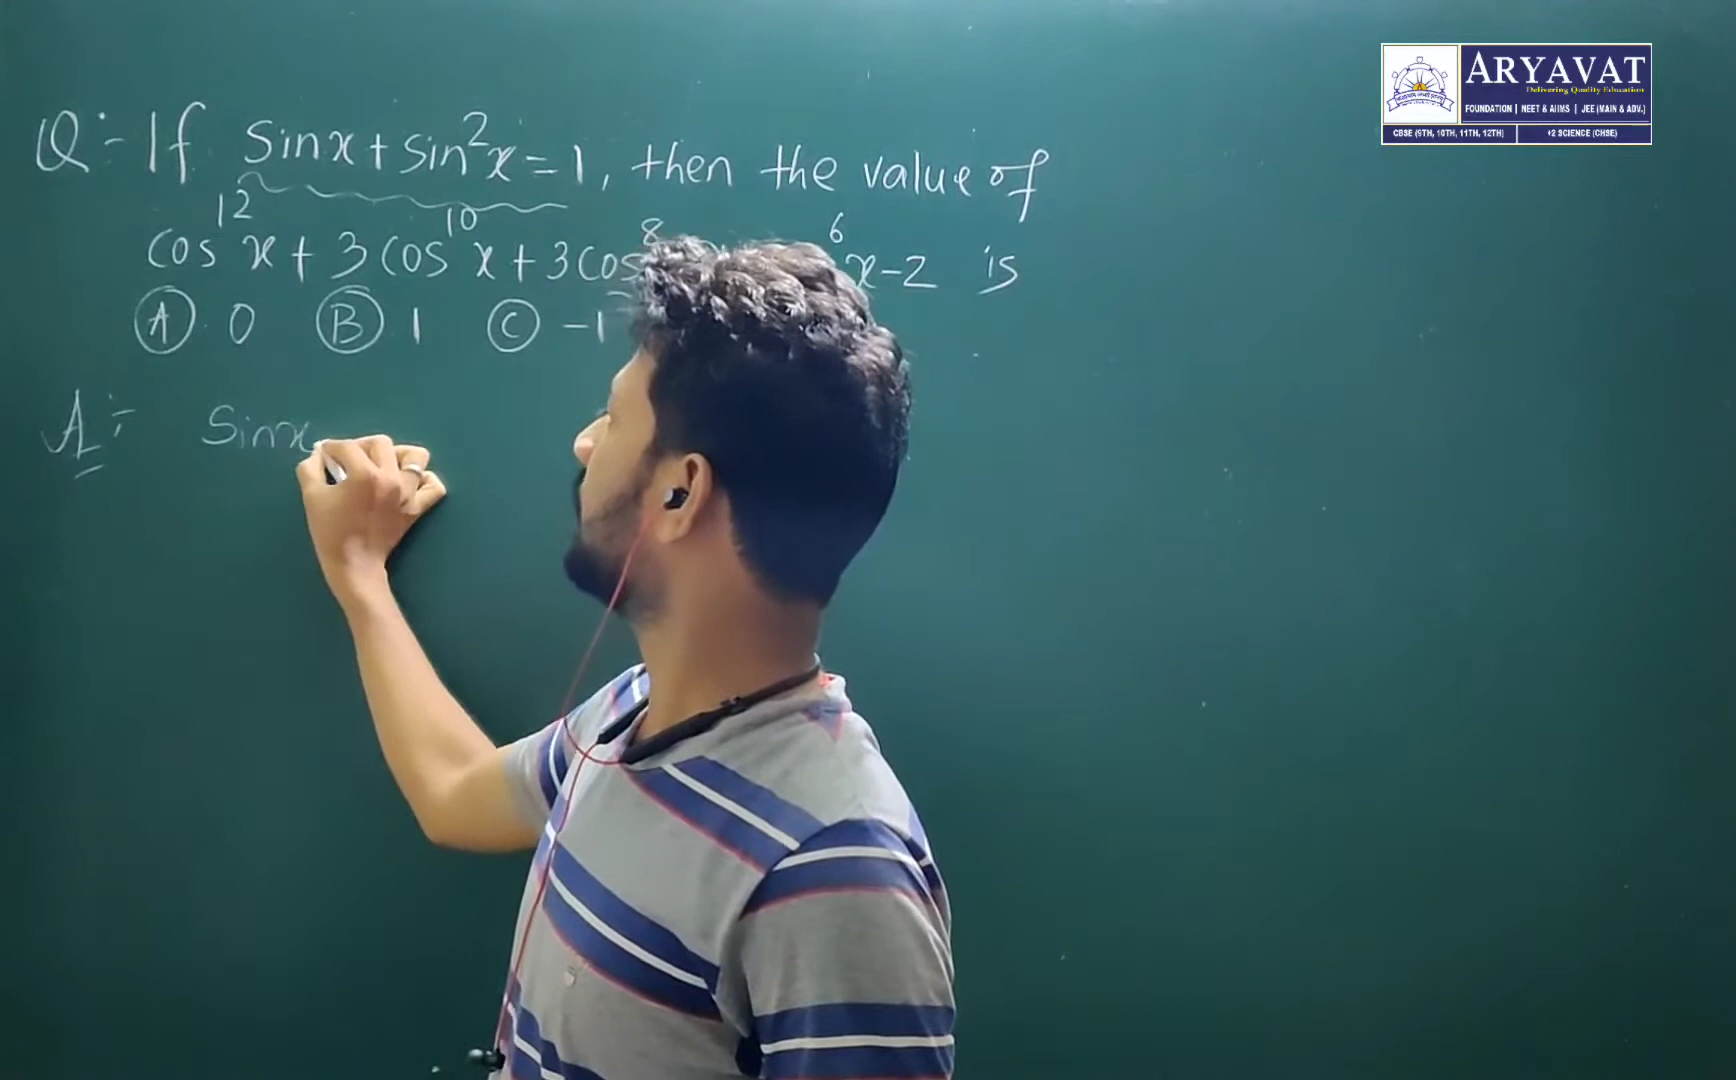 Q:- If sinx + sin²x = 1, then the value of
cos¹²x + 3cos¹⁰x + 3cos⁸ ⁶x - 2 is
Ⓐ 0 Ⓑ 1 Ⓒ -1
A:- Sinx
ARYAVAT
Delivering Quality Education
FOUNDATION | NEET & AIIMS | JEE (MAIN & ADV.)
CBSE (9TH, 10TH, 11TH, 12TH) +2 SCIENCE (CHSE)